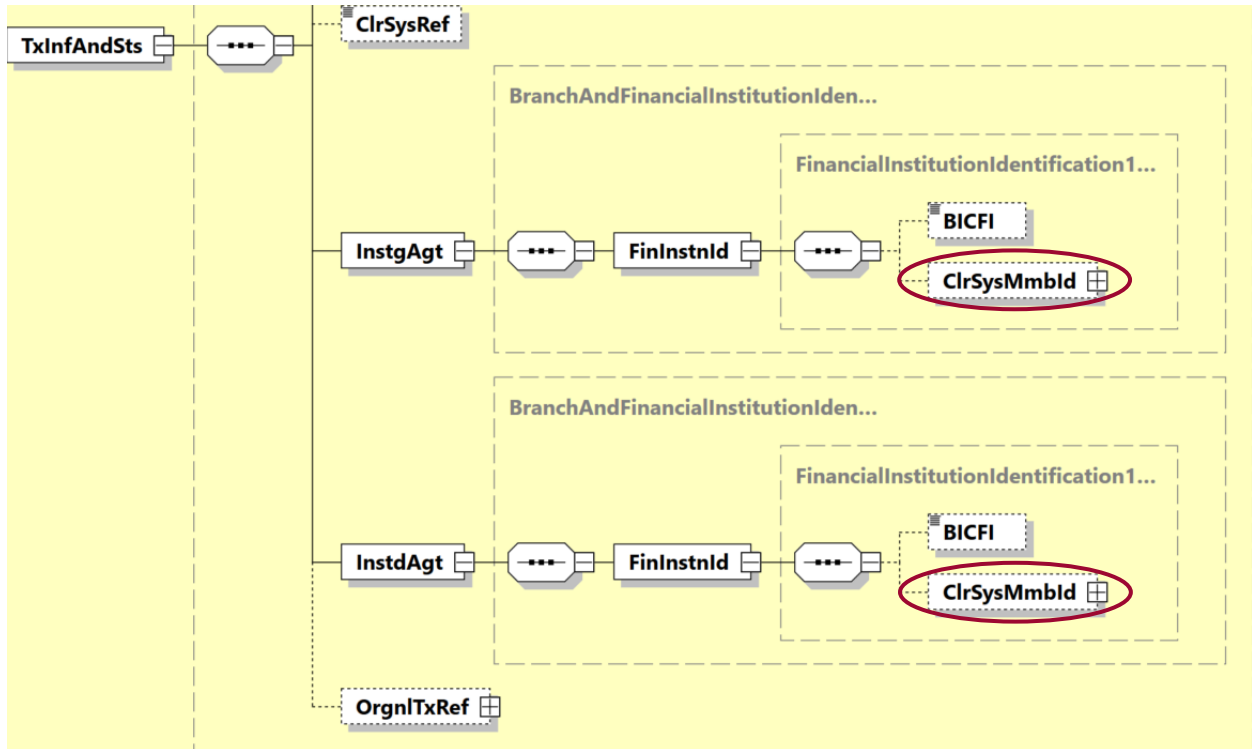 ClrSysRef
TxInfAndSts
BranchAndFinancialInstitutionIden...
FinancialInstitutionIdentification1...
BICFI
InstgAgt
FinInstnId
ClrSysMmbId
BranchAndFinancialInstitutionIden...
FinancialInstitutionIdentification1...
BICFI
InstdAgt
FinInstnId
ClrSysMmbId
OrgnlTxRef